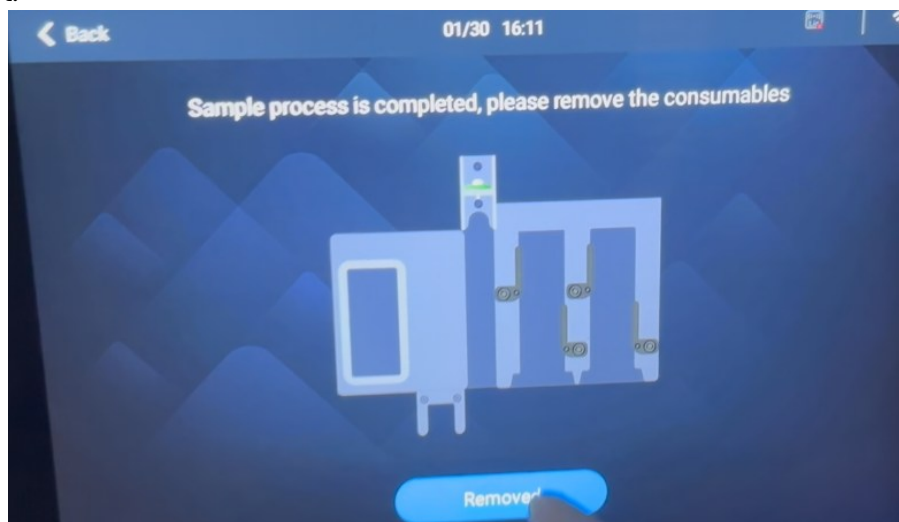 Back
01/30 16:11
Sample process is completed, please remove the consumables
Removed